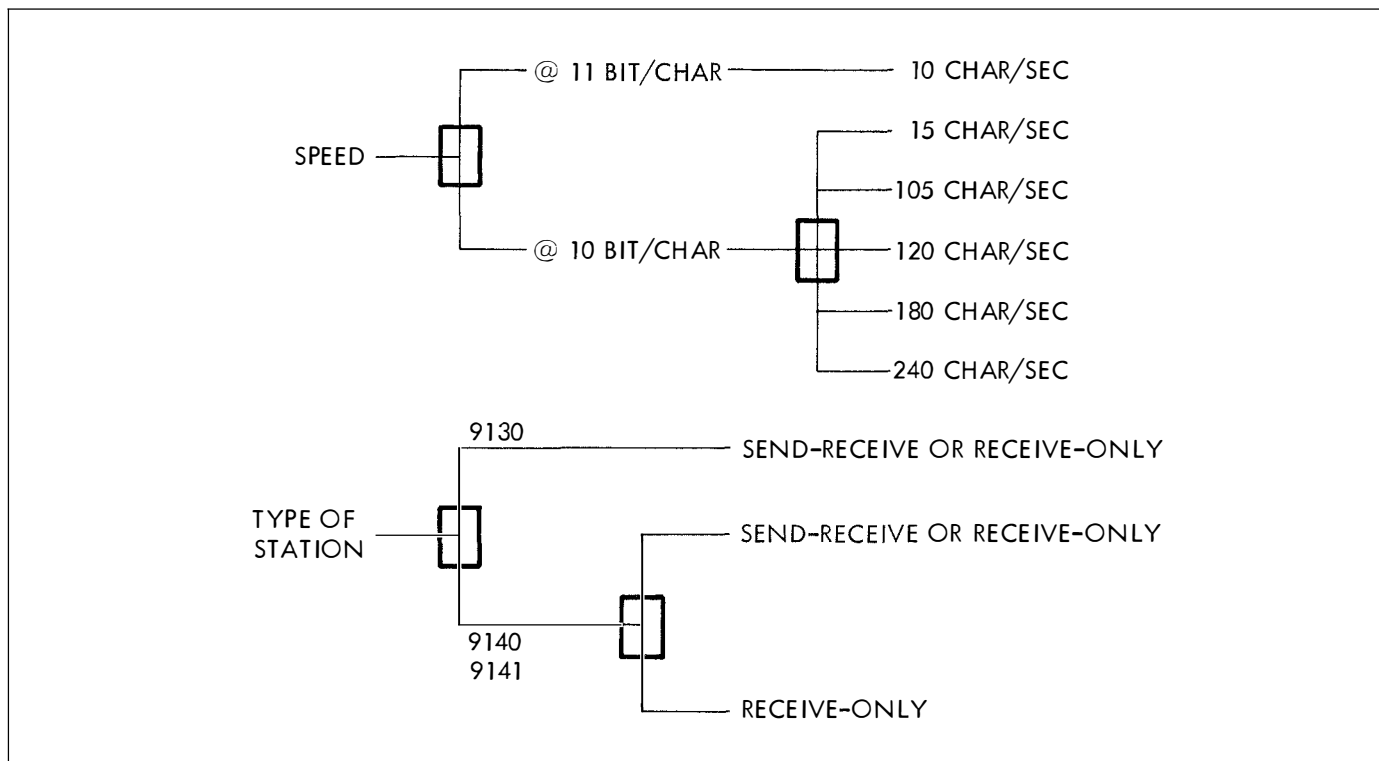 @ 11 BIT/CHAR 10 CHAR/SEC
15 CHAR/SEC
SPEED
105 CHAR/SEC
@ 10 BIT/CHAR 120 CHAR/SEC
180 CHAR/SEC
240 CHAR/SEC
9130
SEND-RECEIVE OR RECEIVE-ONLY
TYPE OF
STATION
SEND-RECEIVE OR RECEIVE-ONLY
9140
9141
RECEIVE-ONLY